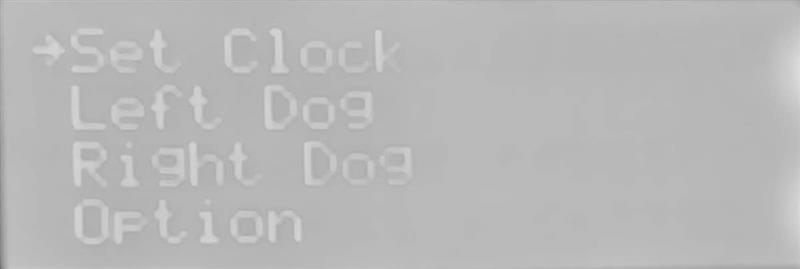 →Set Clock
Left Dog
Right Dog
Option